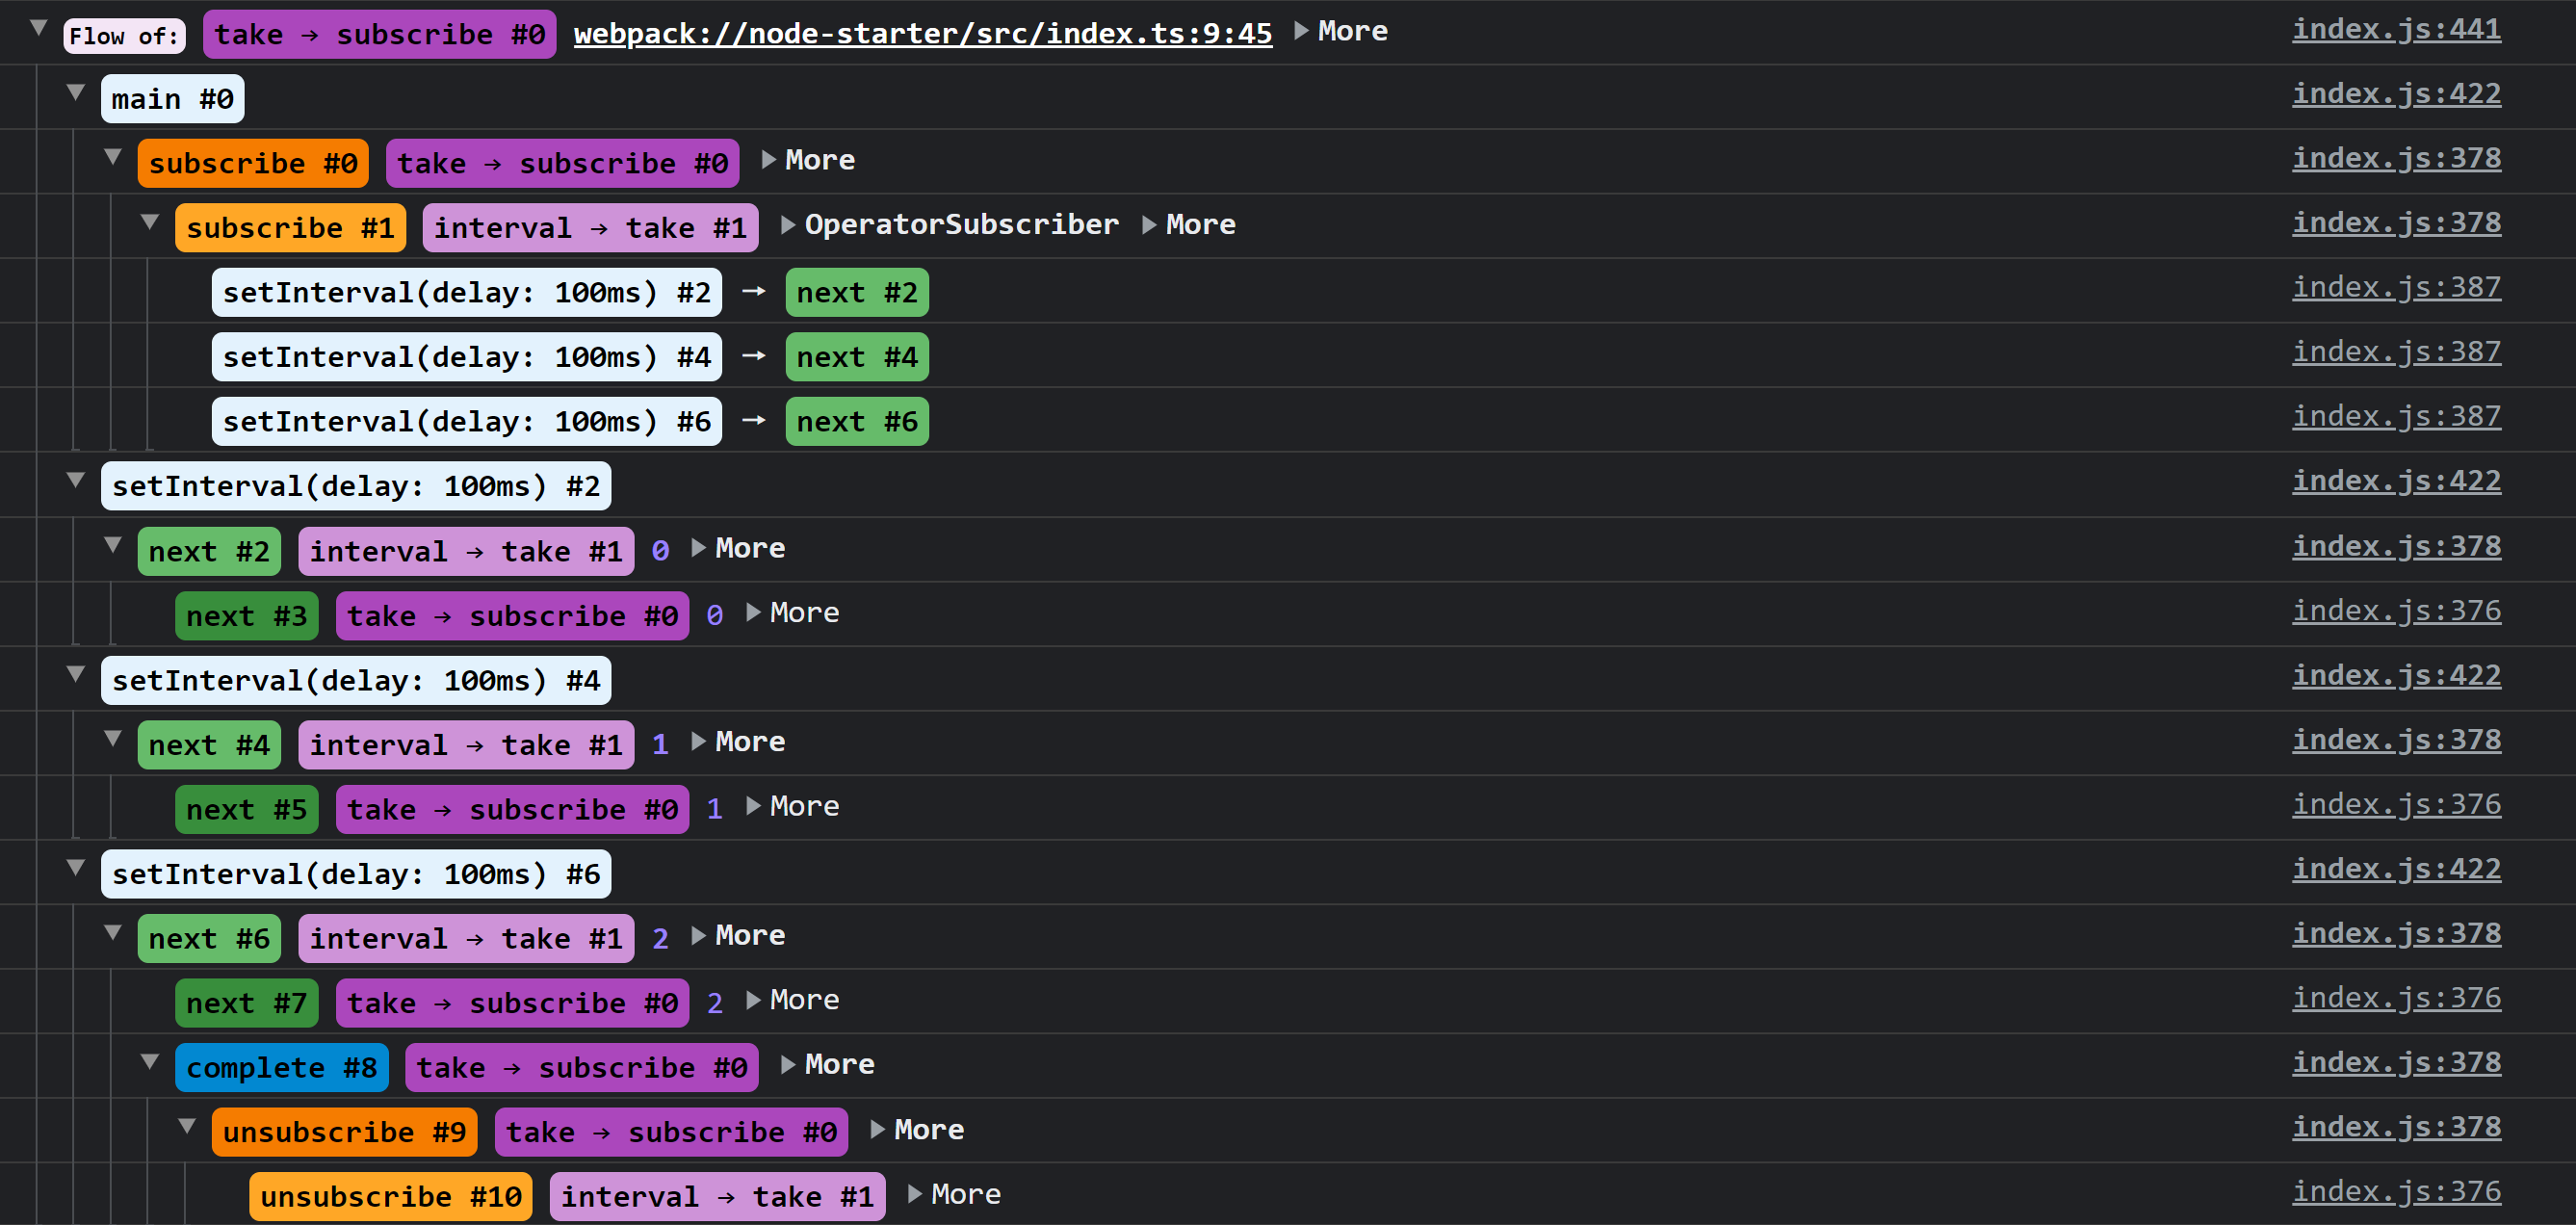 Flow of: take → subscribe #0 webpack://node-starter/src/index.ts:9:45 More index.js:441
main #0 index.js:422
subscribe #0 take → subscribe #0 More index.js:378
subscribe #1 interval → take #1 OperatorSubscriber More index.js:378
setInterval(delay: 100ms) #2 → next #2 index.js:387
setInterval(delay: 100ms) #4 → next #4 index.js:387
setInterval(delay: 100ms) #6 → next #6 index.js:387
setInterval(delay: 100ms) #2 index.js:422
next #2 interval → take #1 0 More index.js:378
next #3 take → subscribe #0 0 More index.js:376
setInterval(delay: 100ms) #4 index.js:422
next #4 interval → take #1 1 More index.js:378
next #5 take → subscribe #0 1 More index.js:376
setInterval(delay: 100ms) #6 index.js:422
next #6 interval → take #1 2 More index.js:378
next #7 take → subscribe #0 2 More index.js:376
complete #8 take → subscribe #0 More index.js:378
unsubscribe #9 take → subscribe #0 More index.js:378
unsubscribe #10 interval → take #1 More index.js:376